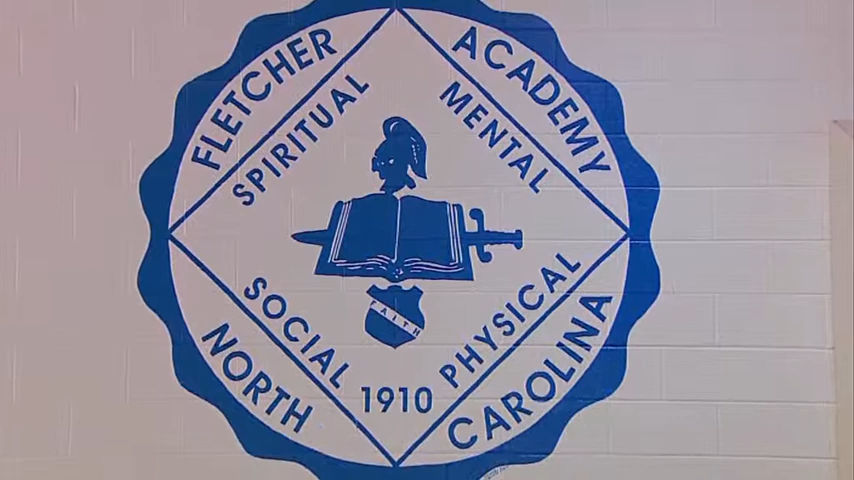 FLETCHER ACADEMY
SPIRITUAL
MENTAL
FAITH
SOCIAL
PHYSICAL
1910
NORTH CAROLINA